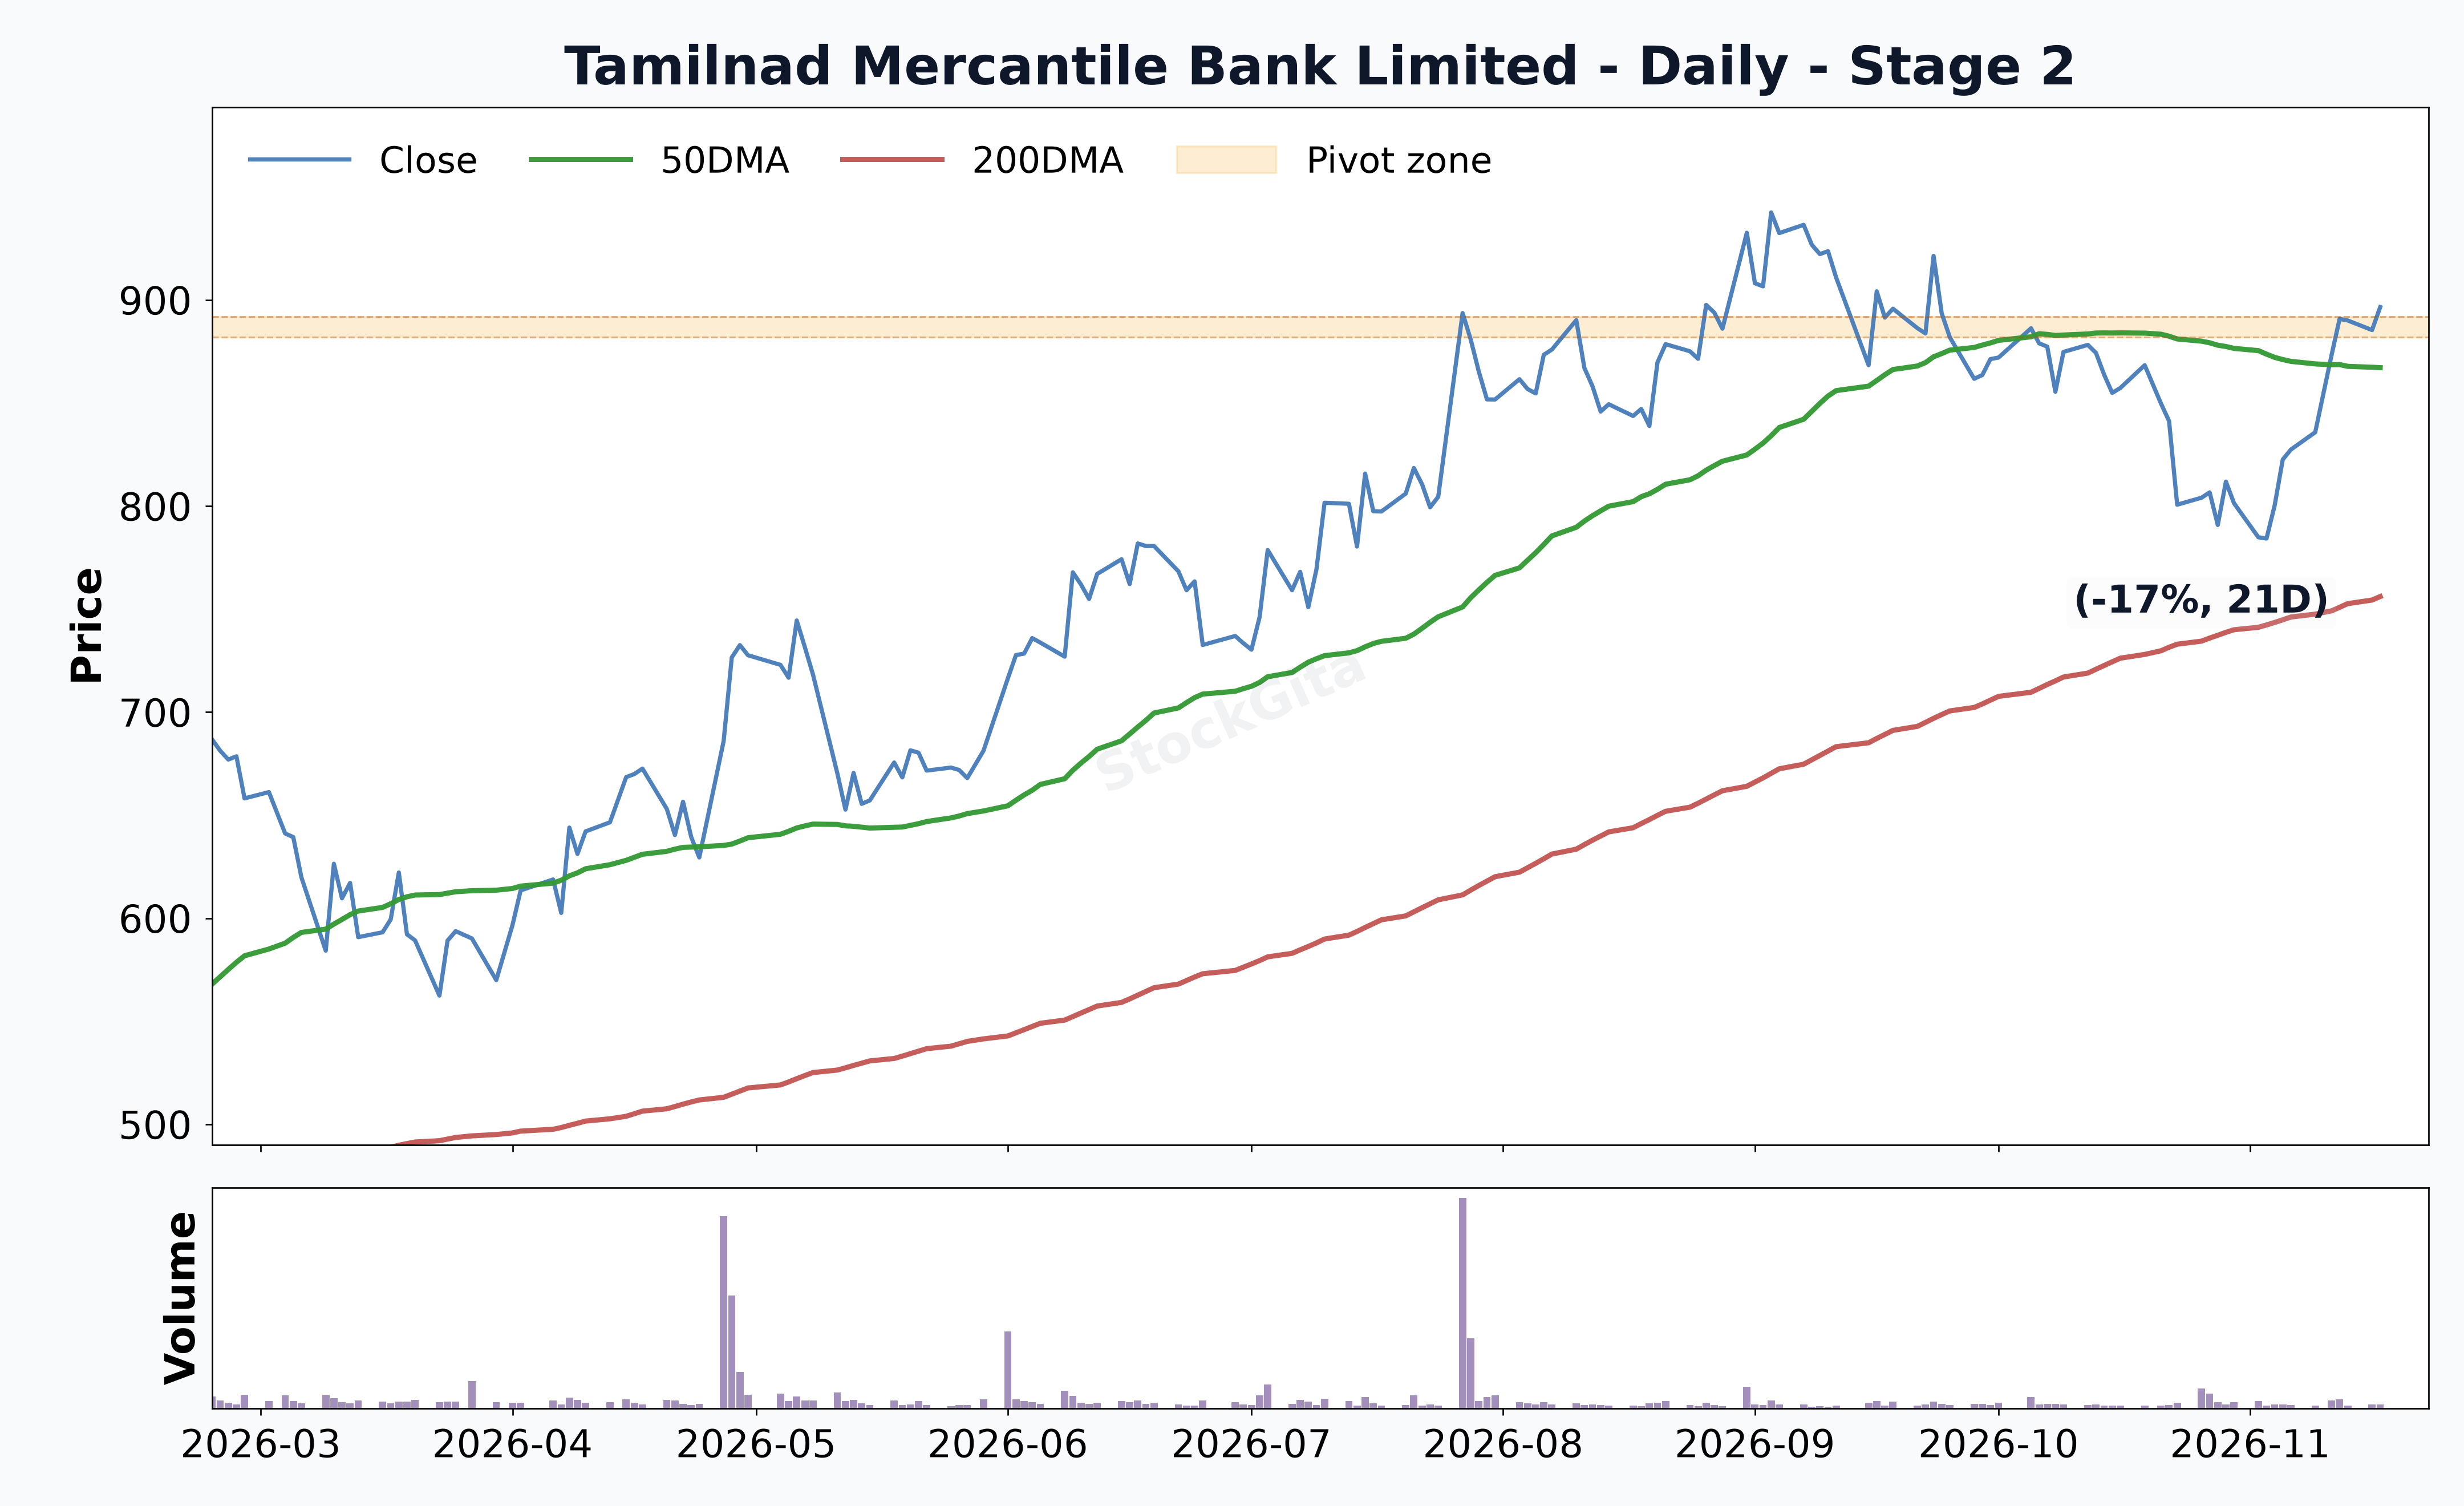 Tamilnad Mercantile Bank Limited - Daily - Stage 2
Close 50DMA 200DMA Pivot zone
Price
900
800
700
600
500
(-17%, 21D)
StockGita
Volume
2026-03 2026-04 2026-05 2026-06 2026-07 2026-08 2026-09 2026-10 2026-11